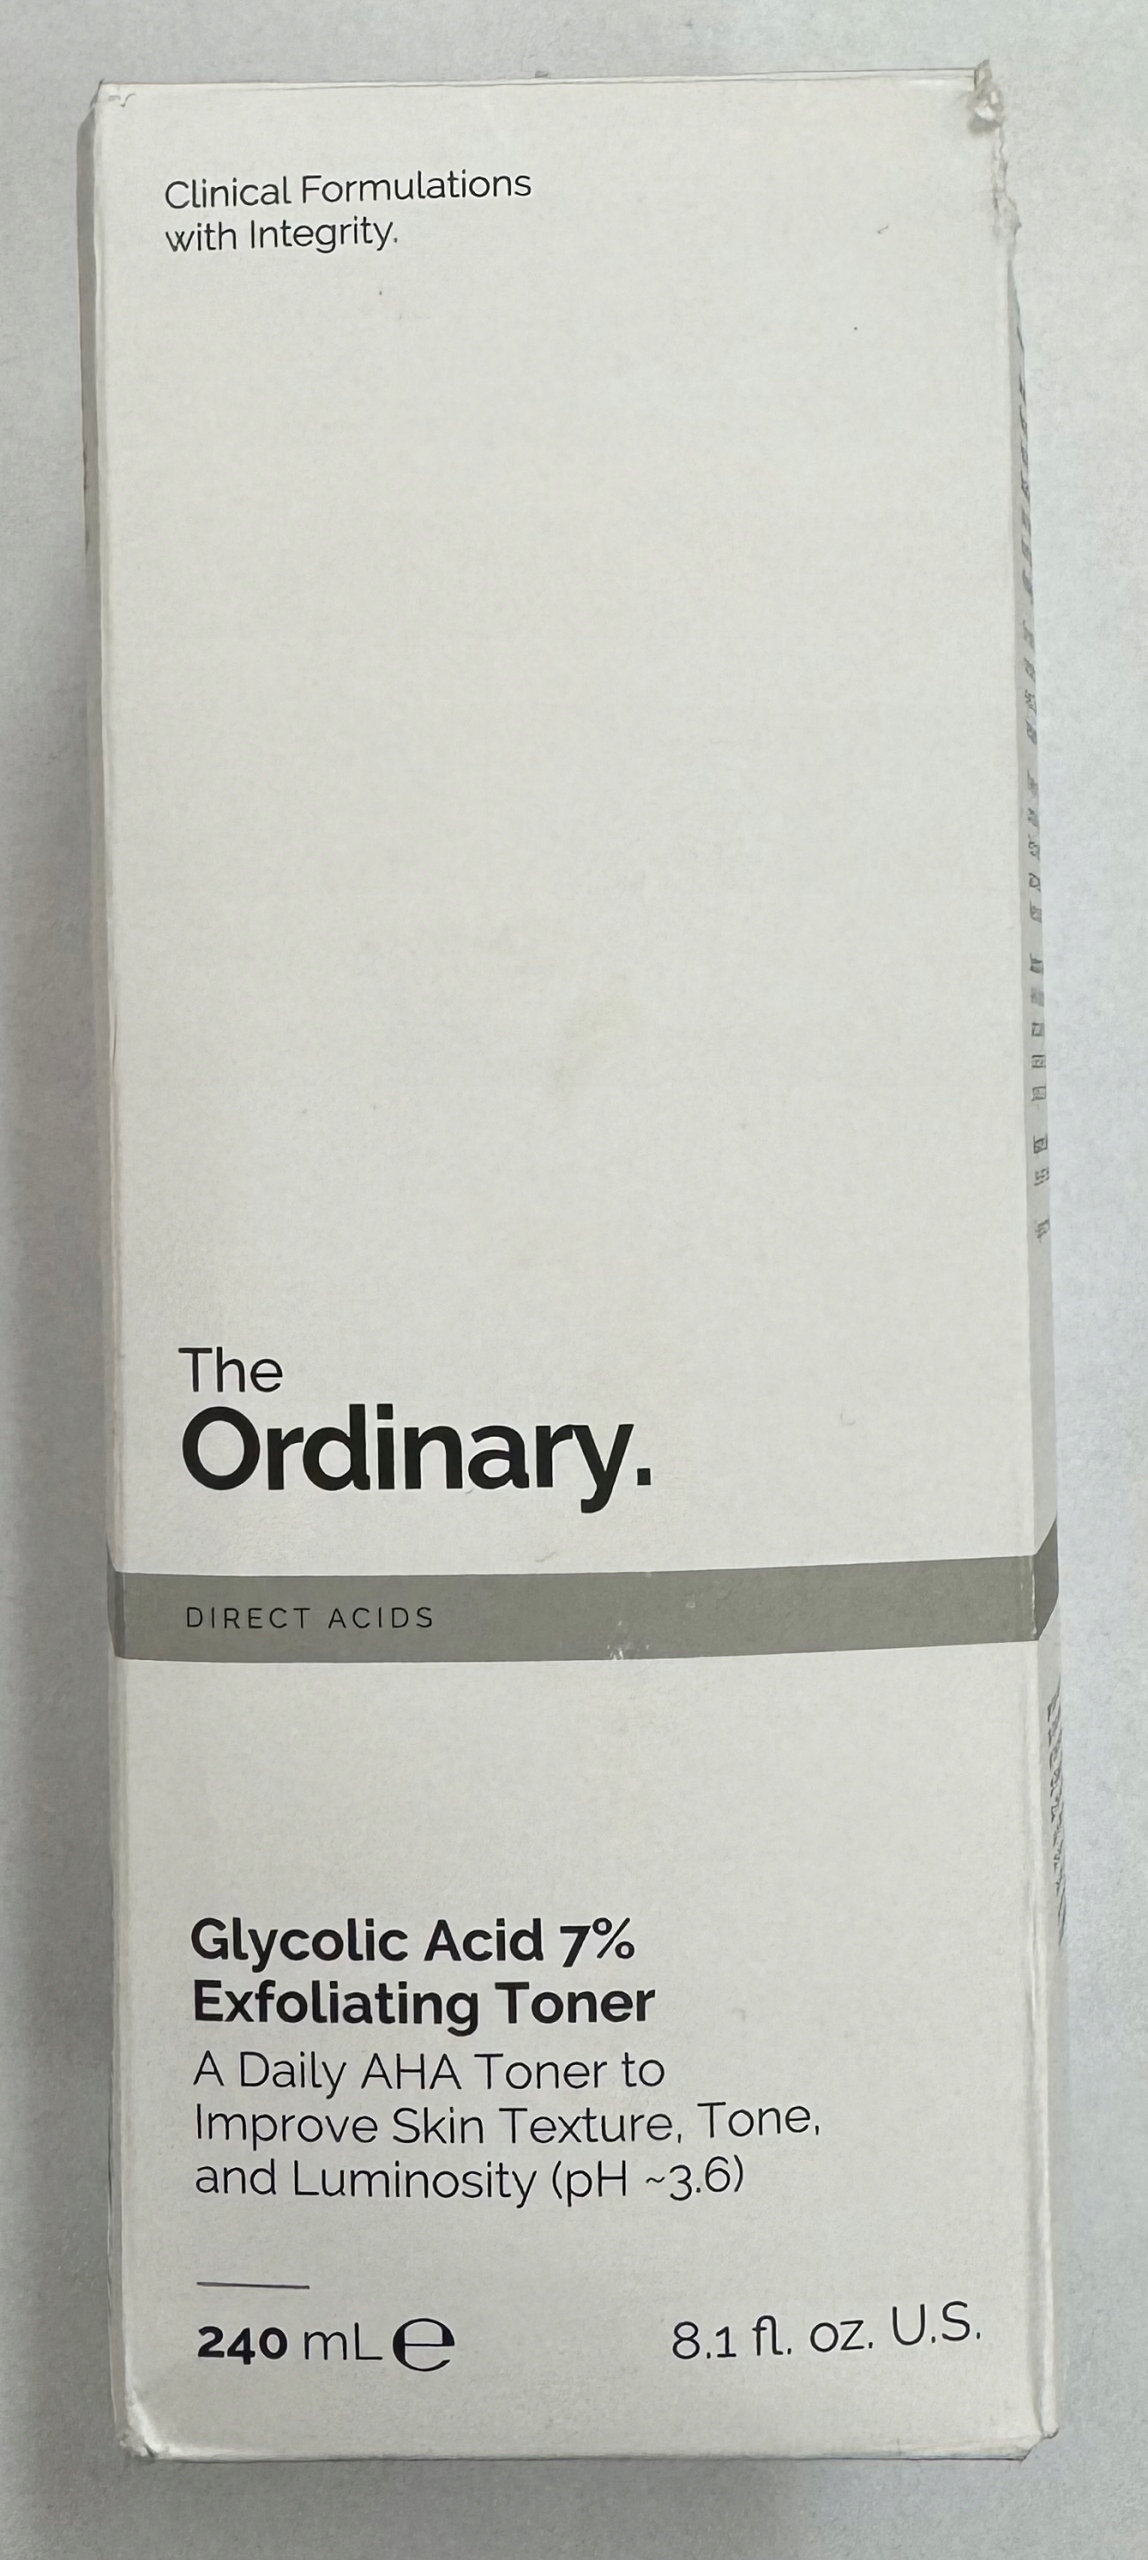 Clinical Formulations
with Integrity.
The
Ordinary.
DIRECT ACIDS
Glycolic Acid 7%
Exfoliating Toner
A Daily AHA Toner to
Improve Skin Texture, Tone,
and Luminosity (pH ~3.6)
240 mL ℮
8.1 fl. oz. U.S.